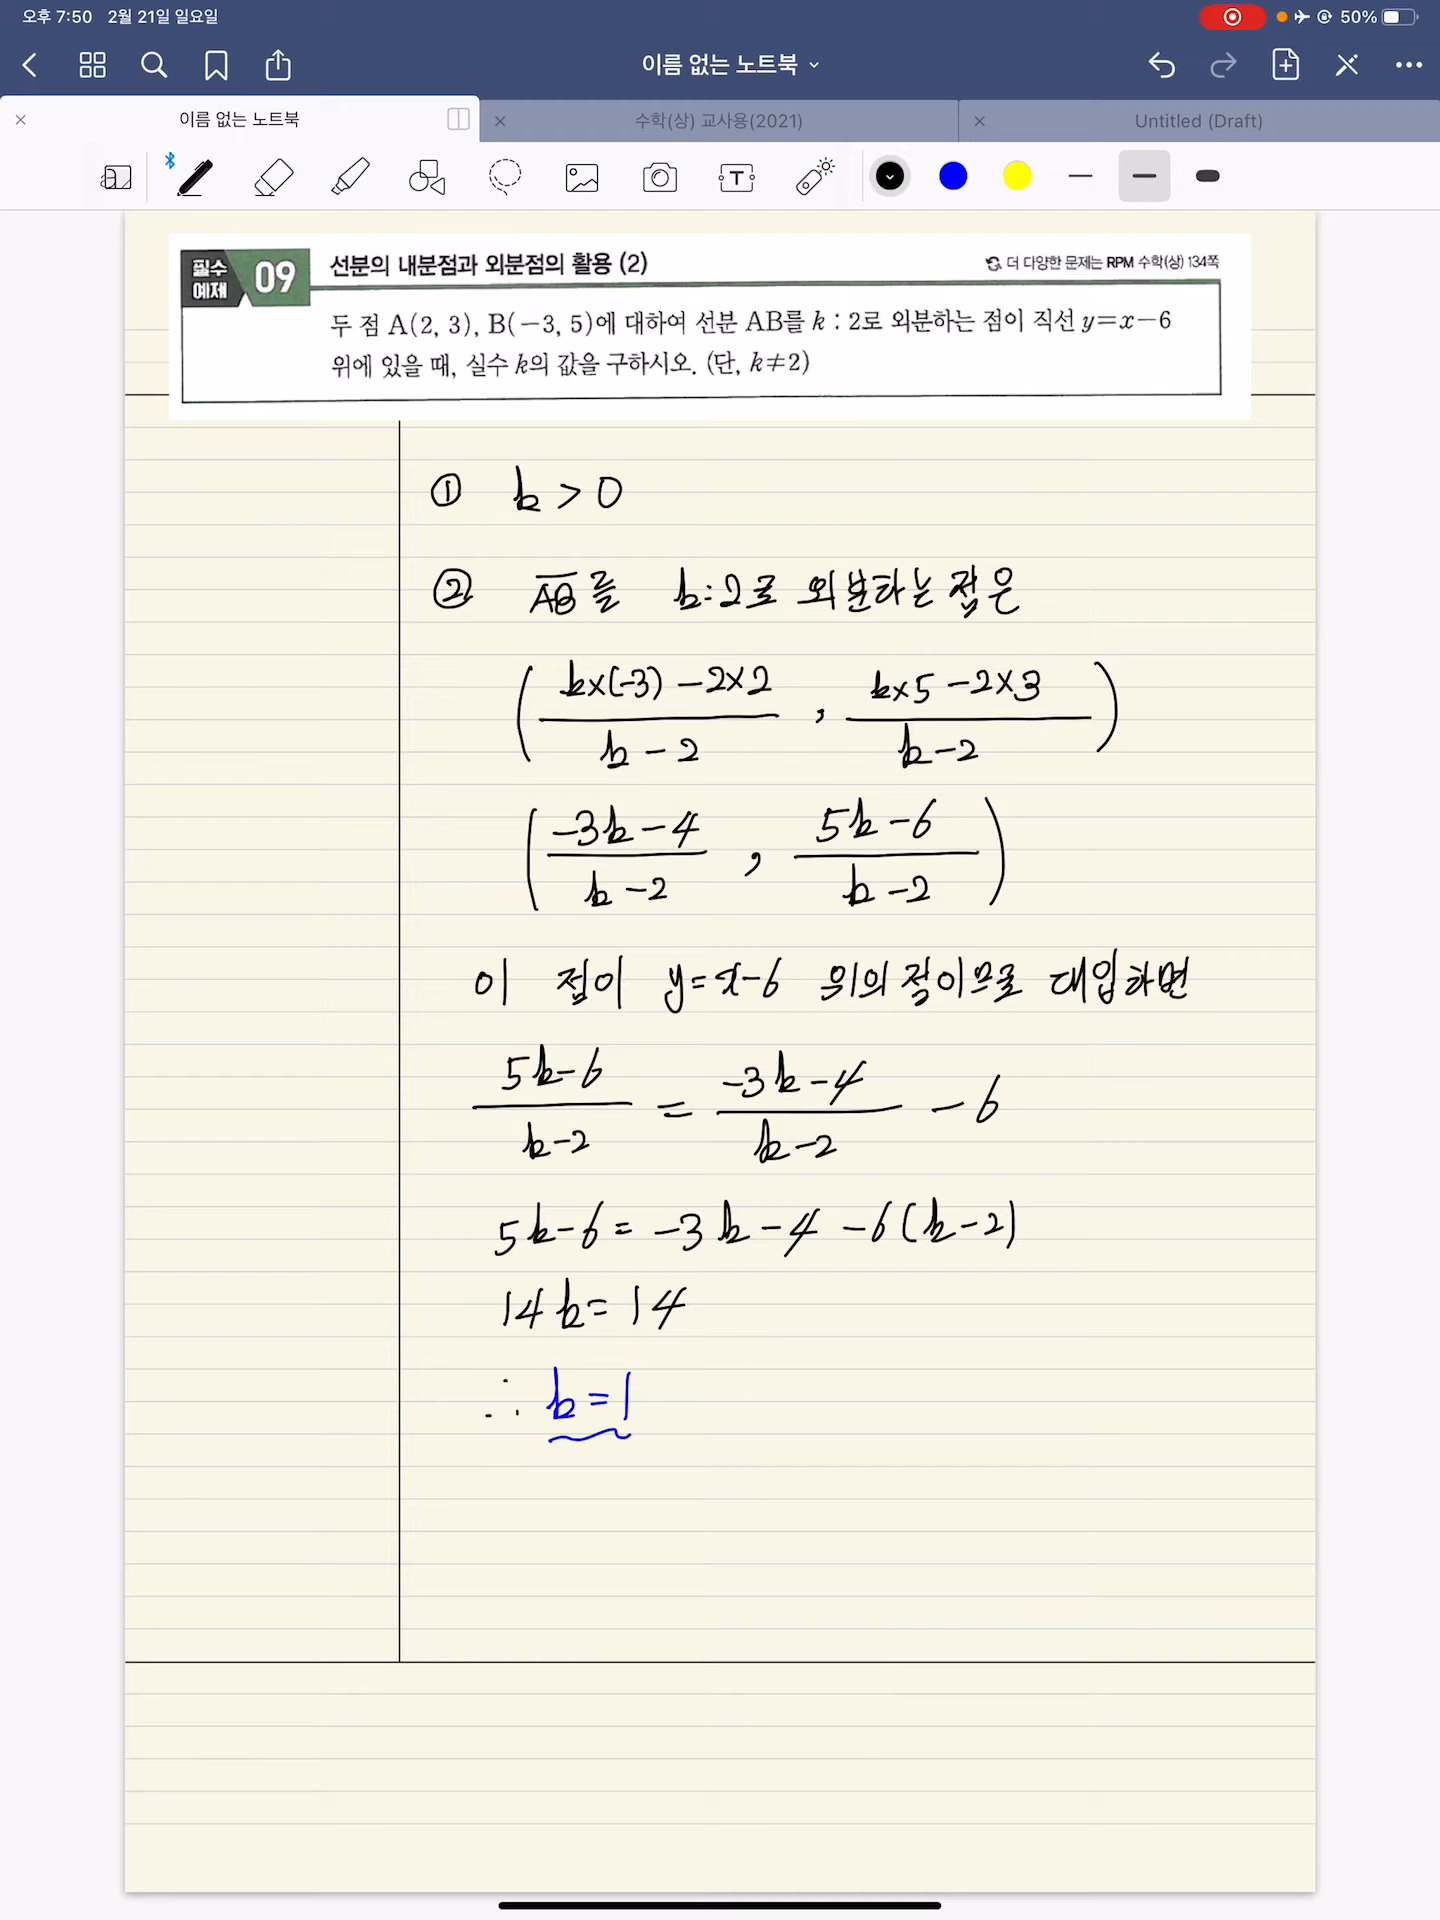 오후 7:50 2월 21일 일요일 50%
이름 없는 노트북
이름 없는 노트북 수학(상) 교사용(2021) Untitled (Draft)
T
필수 예제 09 선분의 내분점과 외분점의 활용 (2) 더 다양한 문제는 RPM 수학(상) 134쪽
두 점 A(2, 3), B(−3, 5)에 대하여 선분 AB를 k : 2로 외분하는 점이 직선 y=x−6
위에 있을 때, 실수 k의 값을 구하시오. (단, k≠2)
① k > 0
② AB를 k:2로 외분하는 점은
( k×(-3) - 2×2 / k-2 , k×5 - 2×3 / k-2 )
( -3k-4 / k-2 , 5k-6 / k-2 )
이 점이 y=x-6 위의 점이므로 대입하면
5k-6 / k-2 = -3k-4 / k-2 - 6
5k-6 = -3k-4 -6(k-2)
14k = 14
∴ k=1